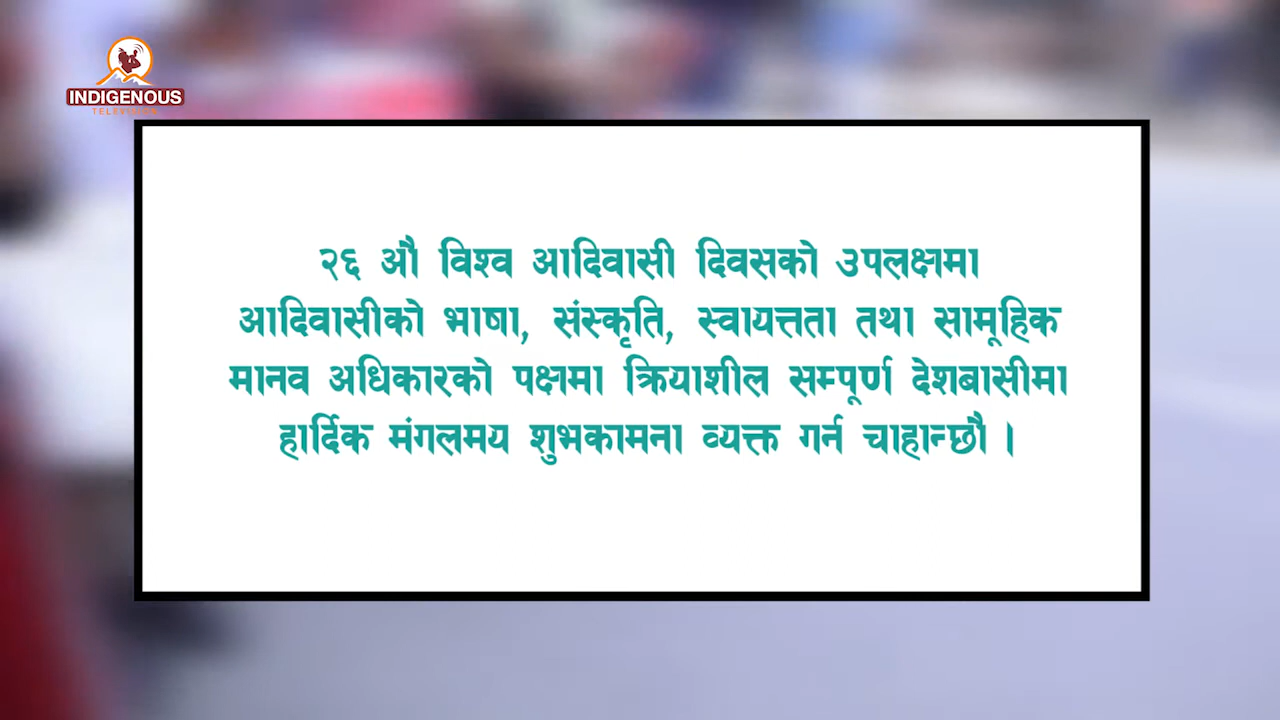 INDIGENOUS
TELEVISION
२६ औ विश्व आदिवासी दिवसको उपलक्षमा
आदिवासीको भाषा, संस्कृति, स्वायत्तता तथा सामूहिक
मानव अधिकारको पक्षमा क्रियाशील सम्पूर्ण देशबासीमा
हार्दिक मंगलमय शुभकामना व्यक्त गर्न चाहान्छौ ।